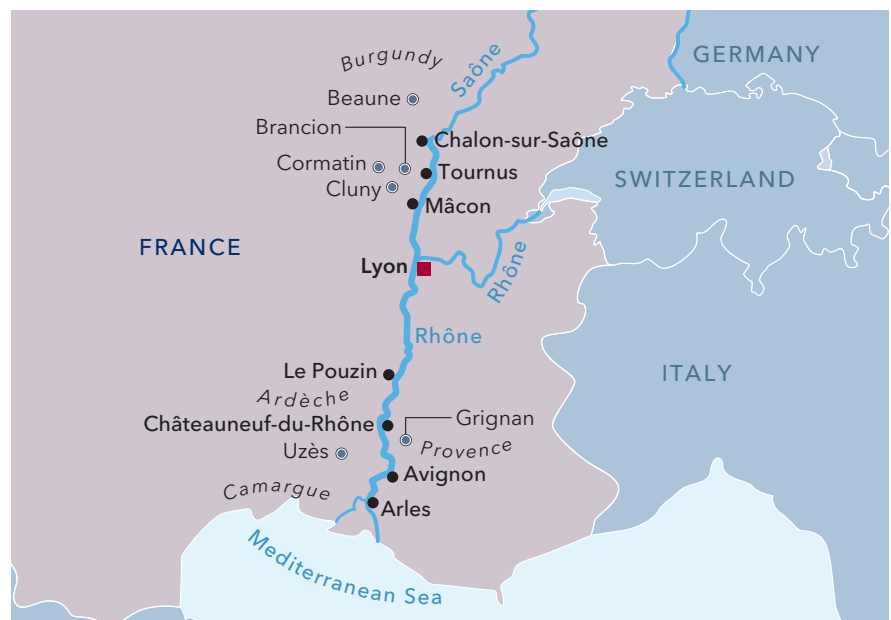 Burgundy
Saône
GERMANY
Beaune
Brancion
Chalon-sur-Saône
Cormatin
Tournus
SWITZERLAND
Cluny
Mâcon
FRANCE
Lyon
Rhône
Rhône
Le Pouzin
ITALY
Ardèche
Châteauneuf-du-Rhône
Grignan
Uzès
Provence
Avignon
Camargue
Arles
Mediterranean Sea